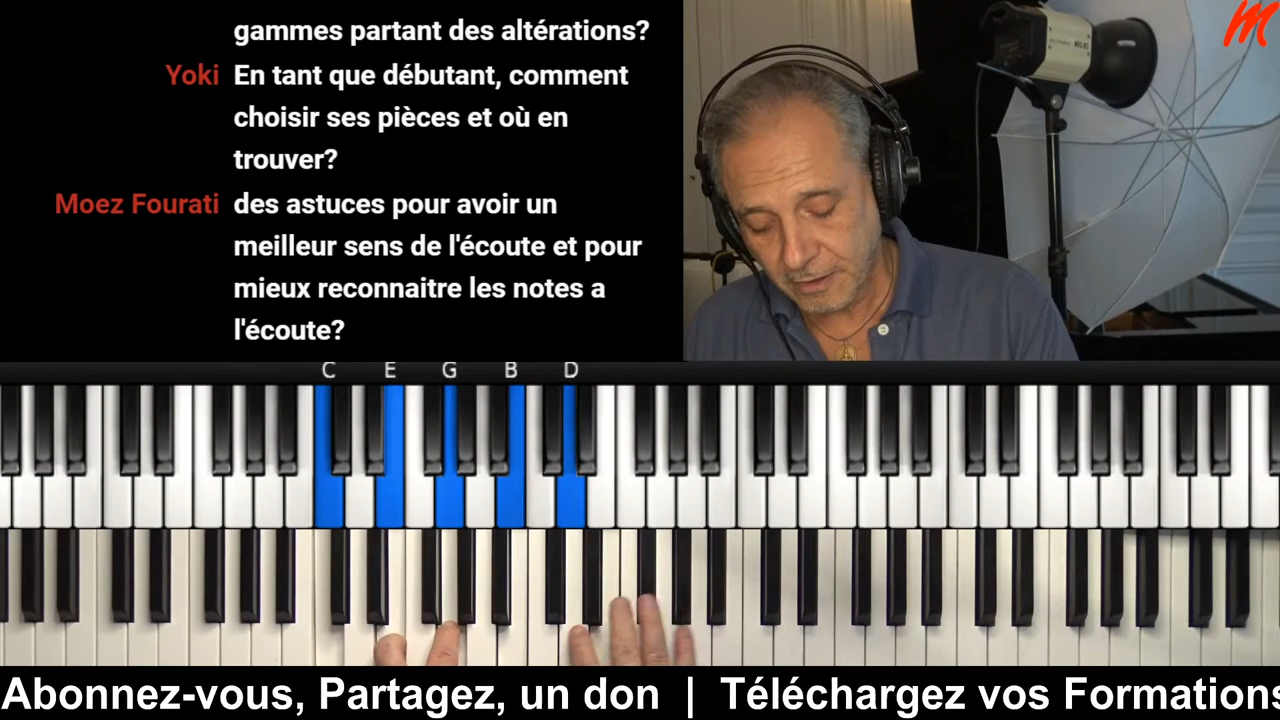 gammes partant des altérations?
Yoki En tant que débutant, comment
choisir ses pièces et où en
trouver?
Moez Fourati des astuces pour avoir un
meilleur sens de l'écoute et pour
mieux reconnaitre les notes a
l'écoute?
M
C E G B D
Abonnez-vous, Partagez, un don | Téléchargez vos Formations